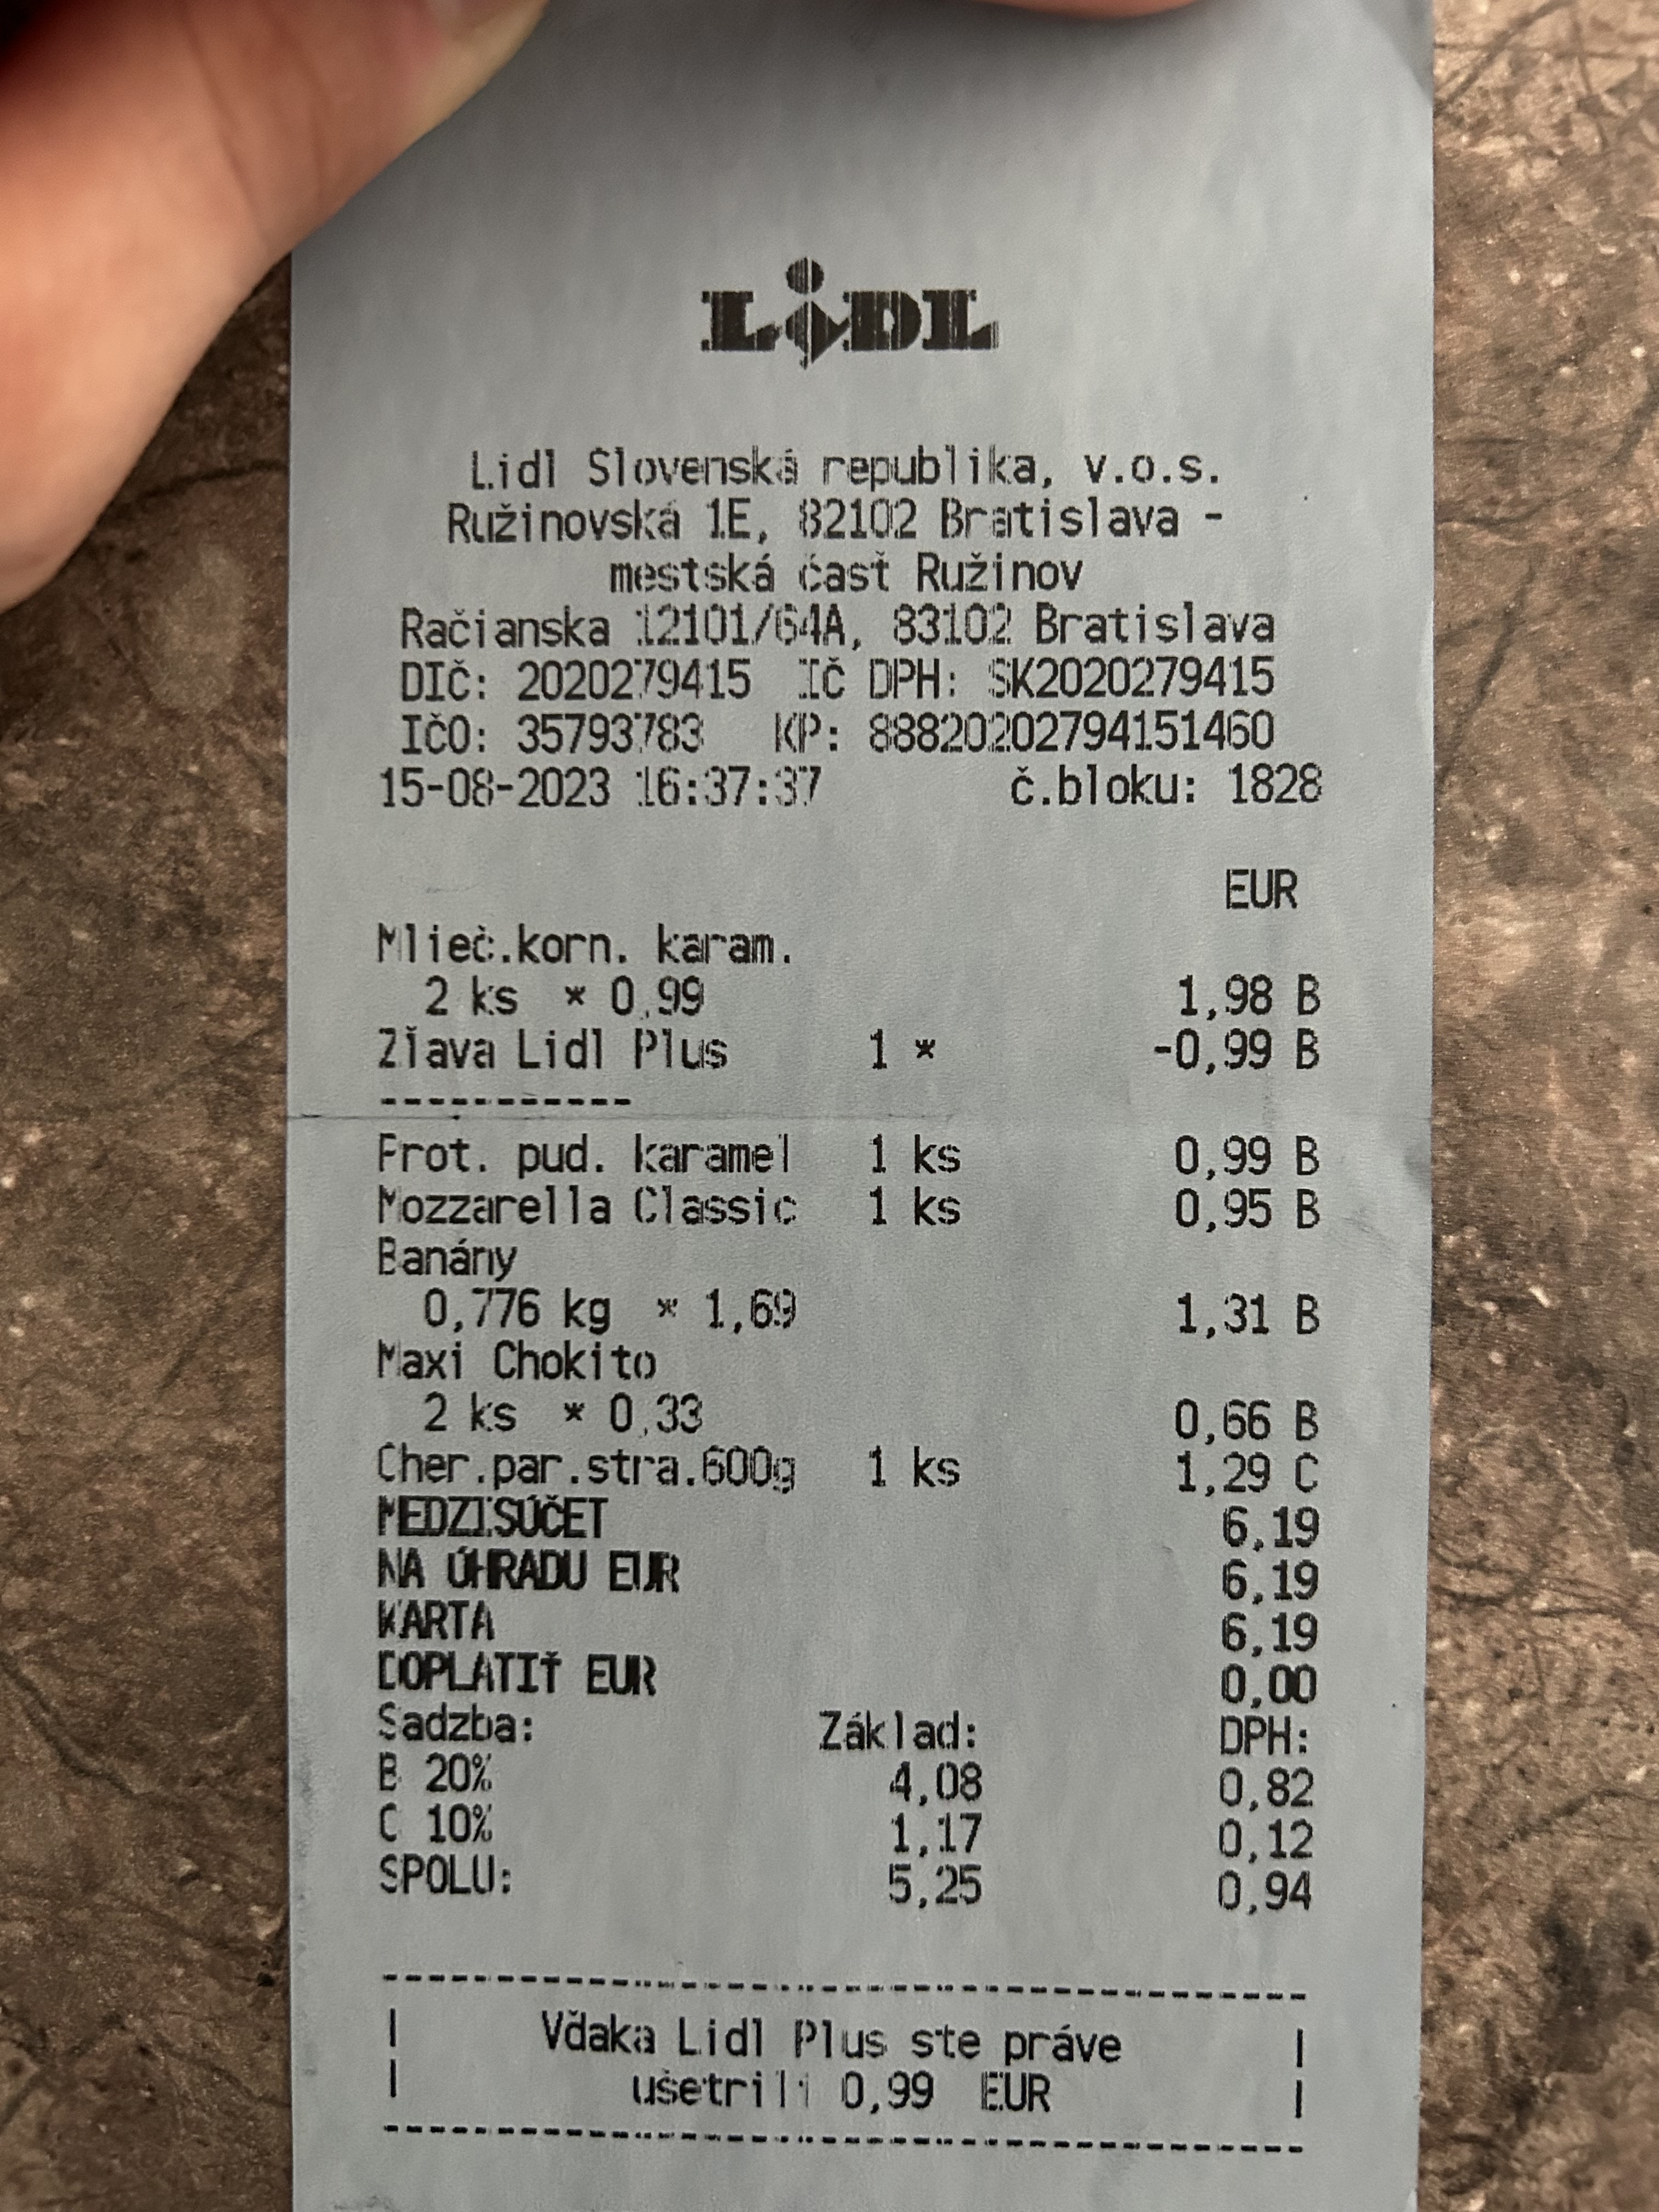 LIDL
Lidl Slovenská republika, v.o.s.
Ružinovská 1E, 82102 Bratislava -
mestská časť Ružinov
Račianska 12101/64A, 83102 Bratislava
DIČ: 2020279415 IČ DPH: SK2020279415
IČO: 35793783 KP: 88820202794151460
15-08-2023 16:37:37 č.bloku: 1828
EUR
Mlieč.korn. karam.
2 ks * 0,99 1,98 B
Zľava Lidl Plus 1 * -0,99 B
-----------
Prot. pud. karamel 1 ks 0,99 B
Mozzarella Classic 1 ks 0,95 B
Banány
0,776 kg * 1,69 1,31 B
Maxi Chokito
2 ks * 0,33 0,66 B
Cher.par.stra.600g 1 ks 1,29 C
MEDZISÚČET 6,19
NA ÚHRADU EUR 6,19
KARTA 6,19
DOPLATIŤ EUR 0,00
Sadzba: Základ: DPH:
B 20% 4,08 0,82
C 10% 1,17 0,12
SPOLU: 5,25 0,94
Vďaka Lidl Plus ste práve
ušetrili 0,99 EUR